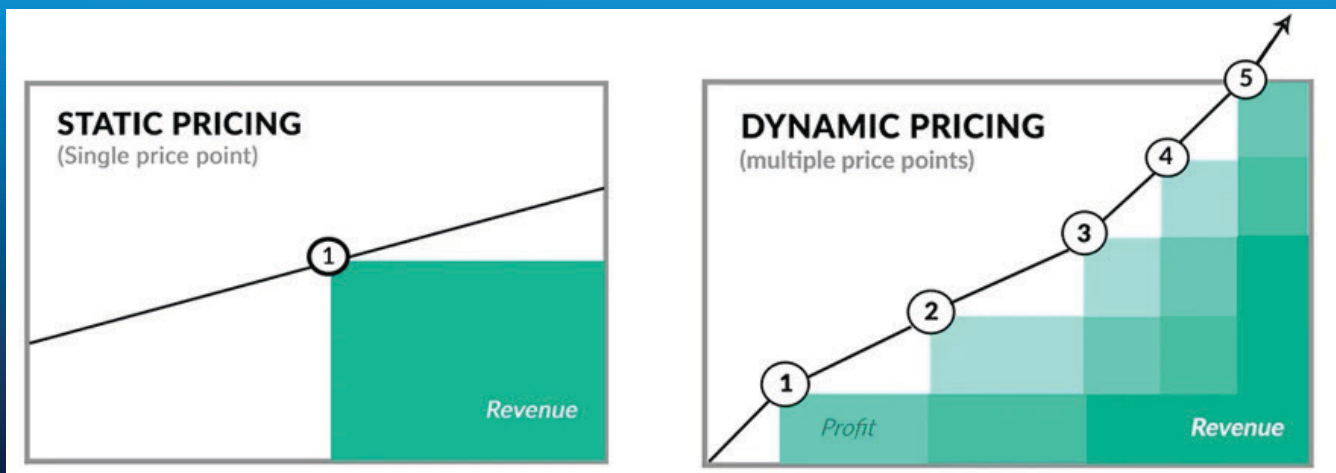 STATIC PRICING
(Single price point)
1
Revenue
DYNAMIC PRICING
(multiple price points)
5
4
3
2
1
Profit
Revenue